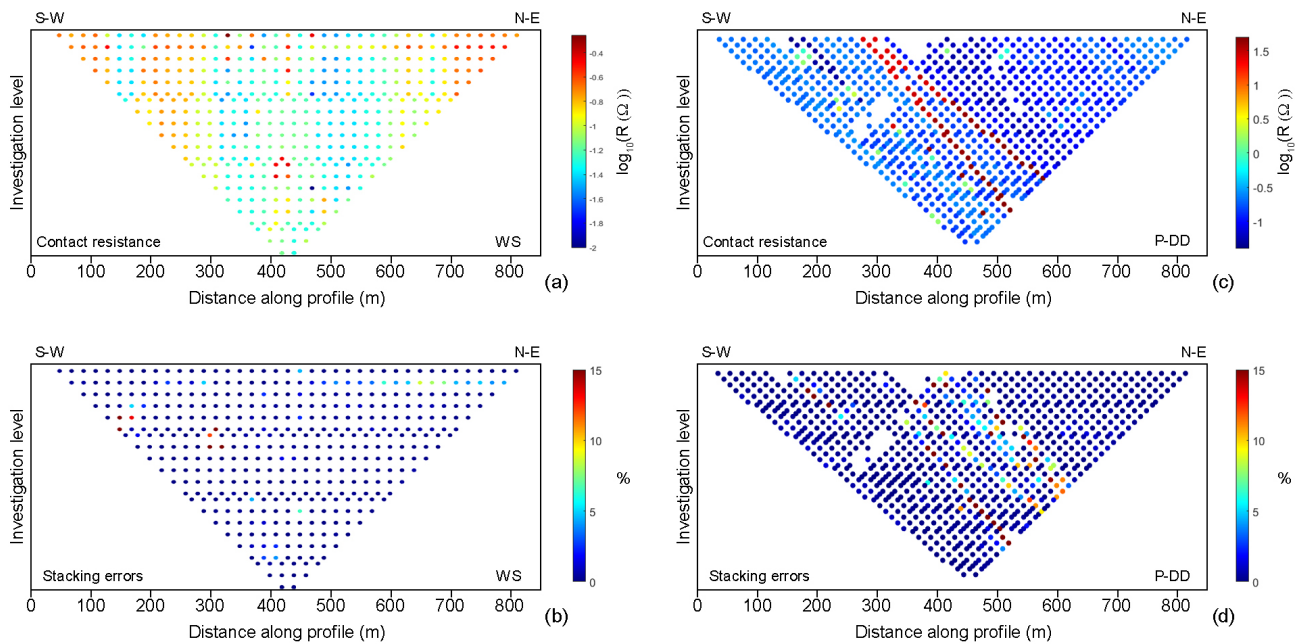 S-W N-E
Investigation level
Contact resistance WS
0 100 200 300 400 500 600 700 800
Distance along profile (m)
-0.4
-0.6
-0.8
-1
-1.2
-1.4
-1.6
-1.8
-2
log10(R (Ω ))
(a)
S-W N-E
Investigation level
Contact resistance P-DD
0 100 200 300 400 500 600 700 800
Distance along profile (m)
1.5
1
0.5
0
-0.5
-1
log10(R (Ω ))
(c)
S-W N-E
Investigation level
Stacking errors WS
0 100 200 300 400 500 600 700 800
Distance along profile (m)
15
10
5
0
%
(b)
S-W N-E
Investigation level
Stacking errors P-DD
0 100 200 300 400 500 600 700 800
Distance along profile (m)
15
10
5
0
%
(d)